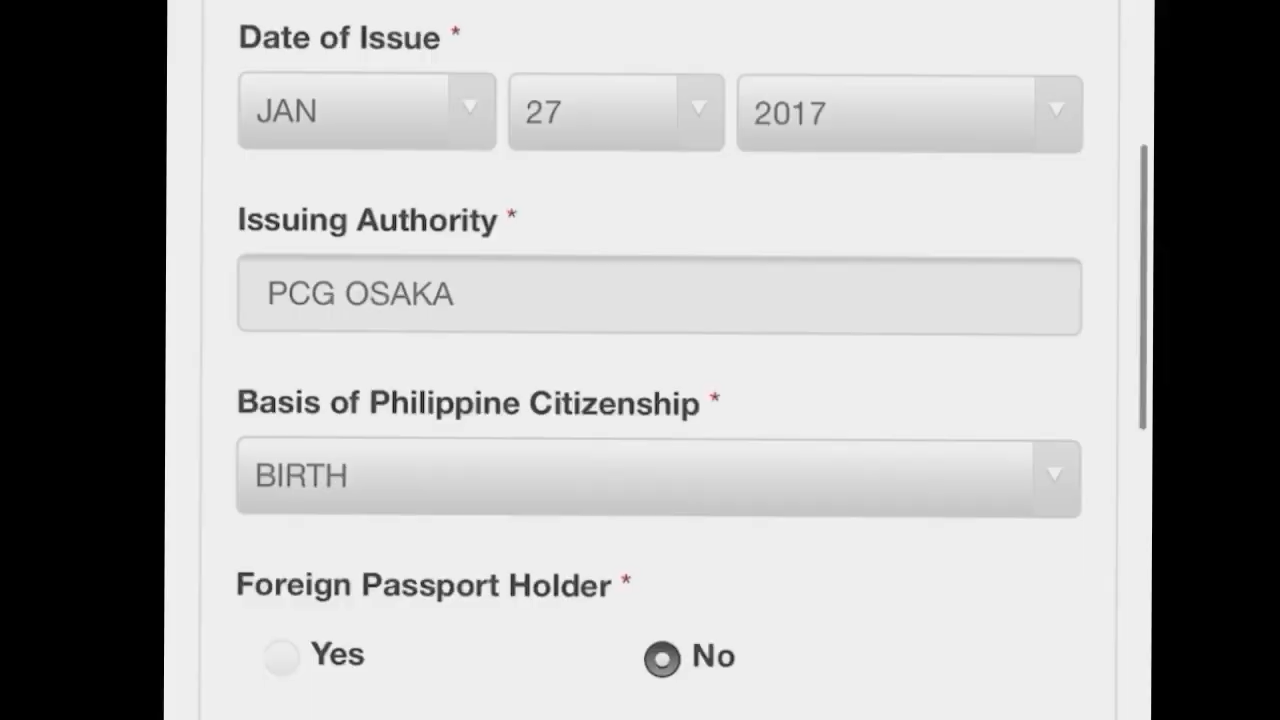 Date of Issue *
JAN 27 2017
Issuing Authority *
PCG OSAKA
Basis of Philippine Citizenship *
BIRTH
Foreign Passport Holder *
Yes No